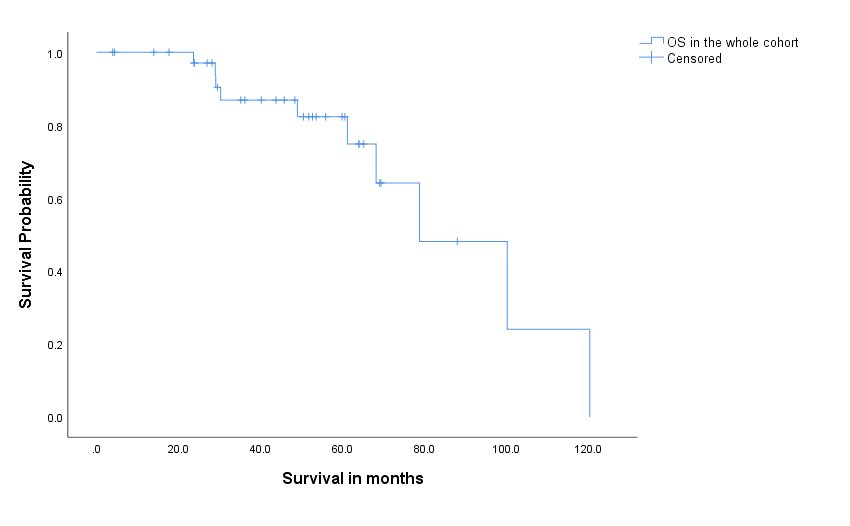 OS in the whole cohort
Censored
1.0
0.8
0.6
0.4
0.2
0.0
Survival Probability
.0 20.0 40.0 60.0 80.0 100.0 120.0
Survival in months